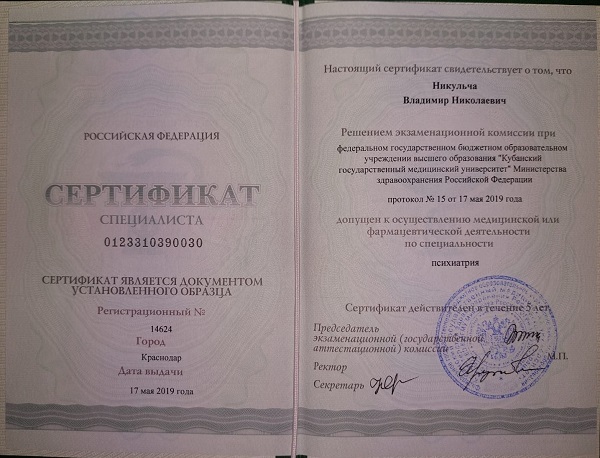 РОССИЙСКАЯ ФЕДЕРАЦИЯ
СЕРТИФИКАТ
СПЕЦИАЛИСТА
0123310390030
СЕРТИФИКАТ ЯВЛЯЕТСЯ ДОКУМЕНТОМ
УСТАНОВЛЕННОГО ОБРАЗЦА
Регистрационный №
14624
Город
Краснодар
Дата выдачи
17 мая 2019 года
Настоящий сертификат свидетельствует о том, что
Никульча
Владимир Николаевич
Решением экзаменационной комиссии при
федеральном государственном бюджетном образовательном
учреждении высшего образования "Кубанский
государственный медицинский университет" Министерства
здравоохранения Российской Федерации
протокол № 15 от 17 мая 2019 года
допущен к осуществлению медицинской или
фармацевтической деятельности
по специальности
психиатрия
Сертификат действителен в течение 5 лет
Председатель
экзаменационной (государственной
аттестационной) комиссии
М.П.
Ректор
Секретарь